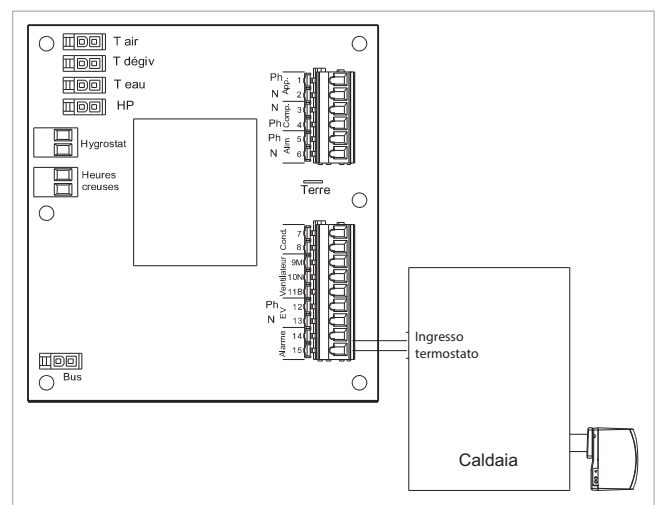 T air
T dégiv
T eau
HP
Hygrostat
Heures
creuses
Bus
App.
Ph 1
N 2
Comp.
N 3
Ph 4
Alim
Ph 5
N 6
Terre
Cond.
7
8
Ventilateur
9M
10N
11B
EV
Ph 12
N 13
Alarme
14
15
Ingresso
termostato
Caldaia